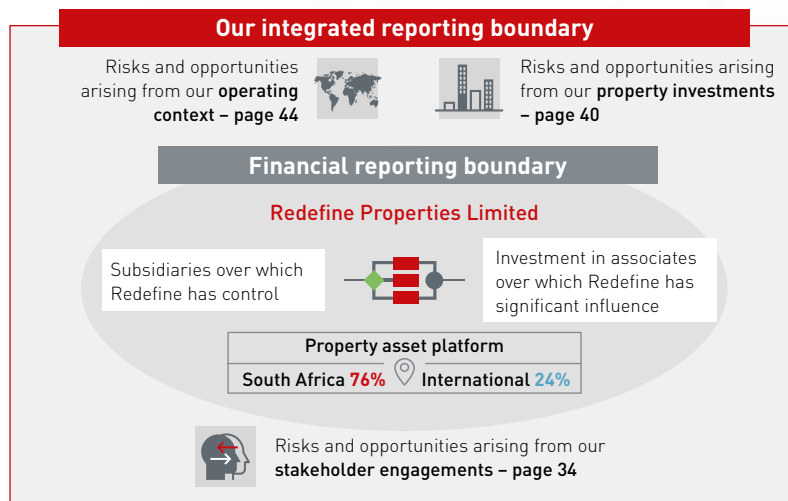 Our integrated reporting boundary
Risks and opportunities
arising from our operating
context – page 44
Risks and opportunities arising
from our property investments
– page 40
Financial reporting boundary
Redefine Properties Limited
Subsidiaries over which
Redefine has control
Investment in associates
over which Redefine has
significant influence
Property asset platform
South Africa 76% International 24%
Risks and opportunities arising from our
stakeholder engagements – page 34